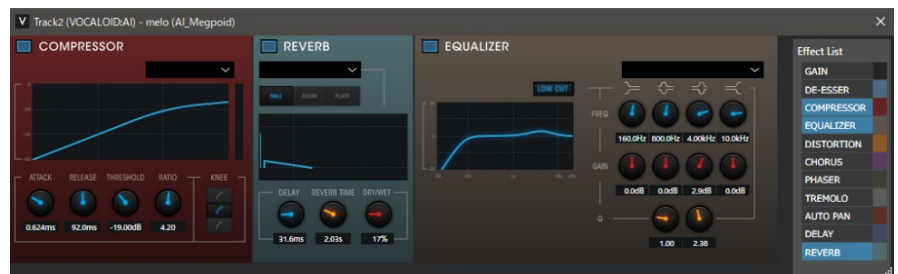 V Track2 (VOCALOID:AI) - melo (AI_Megpoid)
COMPRESSOR
ATTACK RELEASE THRESHOLD RATIO KNEE
0.624ms 92.0ms -19.00dB 4.20
REVERB
HALL ROOM PLATE
DELAY REVERB TIME DRY/WET
31.6ms 2.03s 17%
EQUALIZER
LOW CUT
FREQ
160.0Hz 800.0Hz 4.00kHz 10.0kHz
GAIN
0.0dB 0.0dB 2.9dB 0.0dB
Q
1.00 2.38
Effect List
GAIN
DE-ESSER
COMPRESSOR
EQUALIZER
DISTORTION
CHORUS
PHASER
TREMOLO
AUTO PAN
DELAY
REVERB